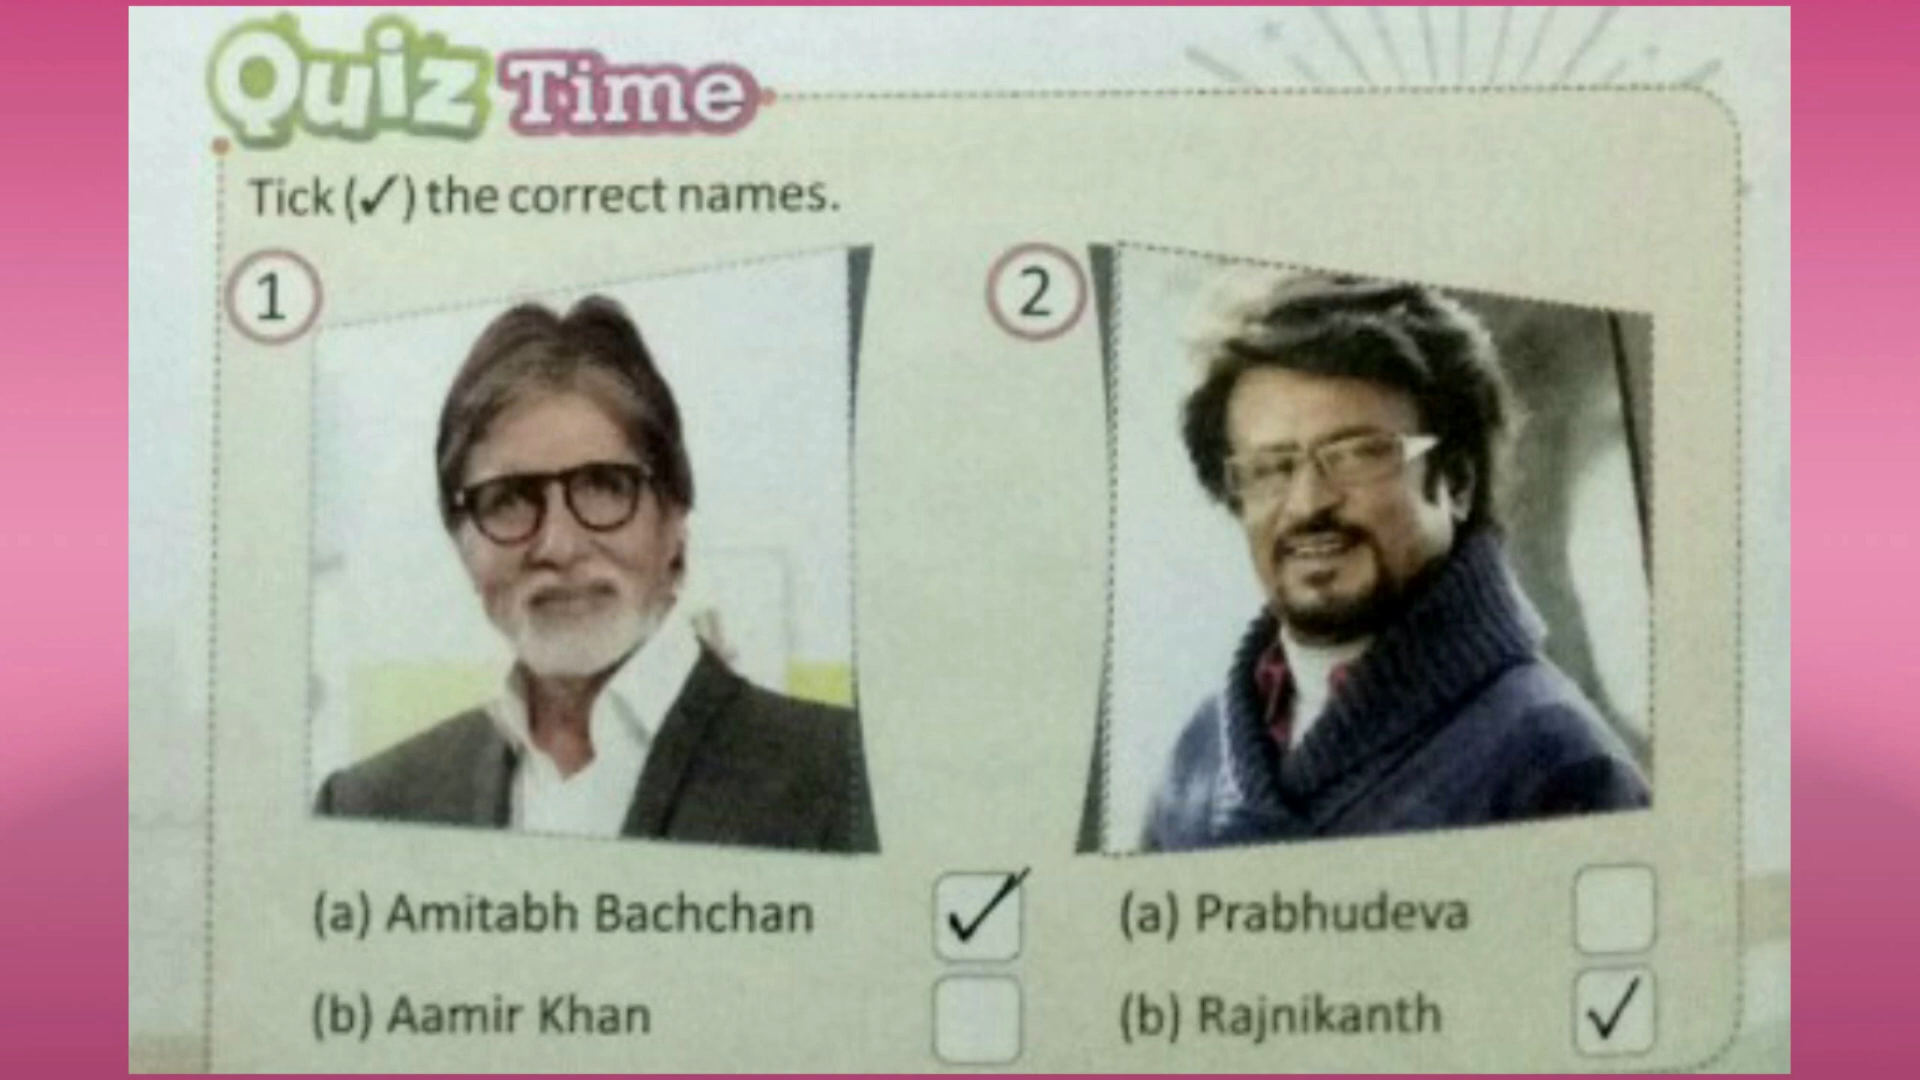 Quiz Time
Tick (✓) the correct names.
1
2
(a) Amitabh Bachchan ✓
(b) Aamir Khan
(a) Prabhudeva
(b) Rajnikanth ✓